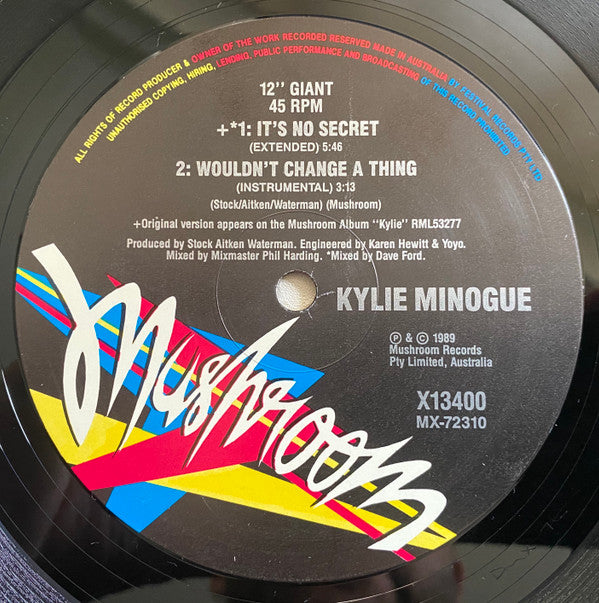 ALL RIGHTS OF RECORD PRODUCER & OWNER OF THE WORK RECORDED RESERVED MADE IN AUSTRALIA BY FESTIVAL RECORDS PTY LTD
UNAUTHORISED COPYING, HIRING, LENDING, PUBLIC PERFORMANCE AND BROADCASTING OF THIS RECORD PROHIBITED
12'' GIANT
45 RPM
+*1: IT'S NO SECRET
(EXTENDED) 5:46
2: WOULDN'T CHANGE A THING
(INSTRUMENTAL) 3:13
(Stock/Aitken/Waterman) (Mushroom)
+Original version appears on the Mushroom Album ''Kylie'' RML53277
Produced by Stock Aitken Waterman. Engineered by Karen Hewitt & Yoyo.
Mixed by Mixmaster Phil Harding. *Mixed by Dave Ford.
KYLIE MINOGUE
℗ & © 1989
Mushroom Records
Pty Limited, Australia
X13400
MX-72310
Mushroom